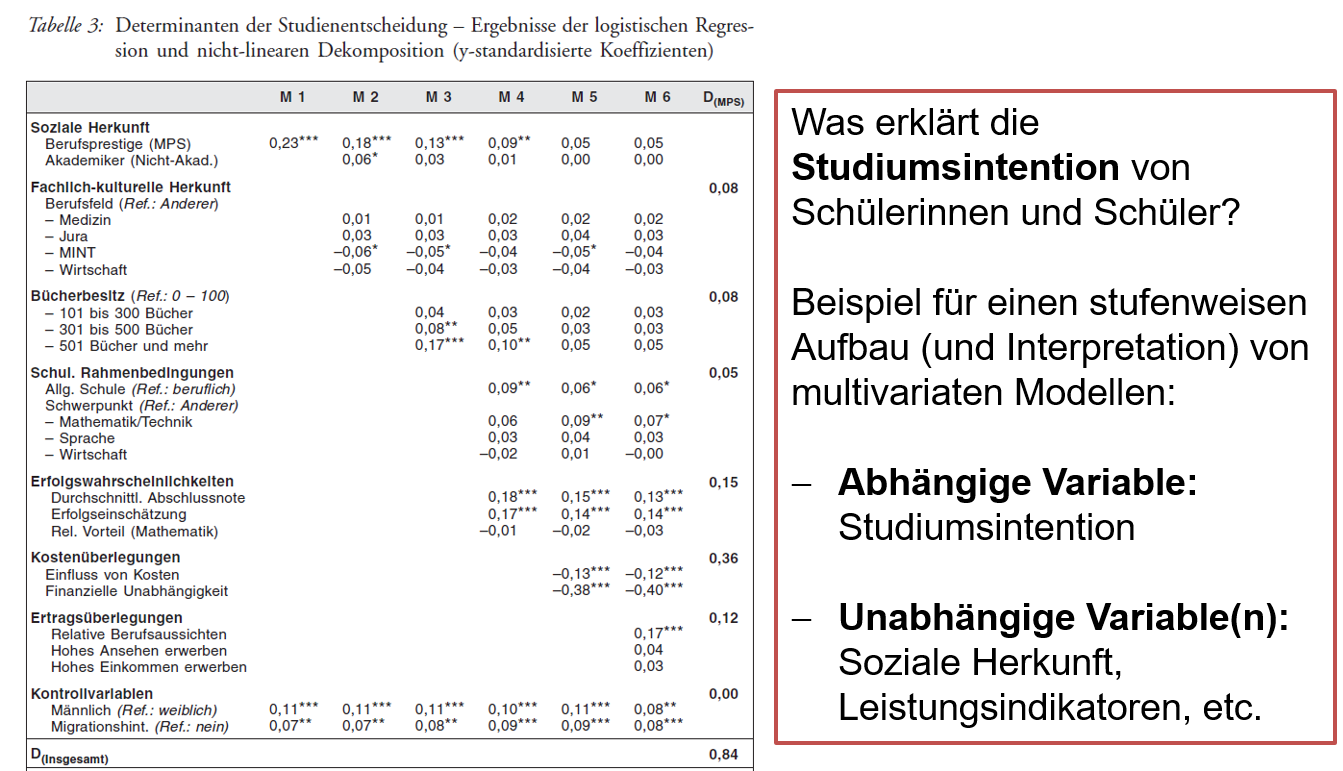 Tabelle 3: Determinanten der Studienentscheidung – Ergebnisse der logistischen Regres-
sion und nicht-linearen Dekomposition (y-standardisierte Koeffizienten)
M 1 M 2 M 3 M 4 M 5 M 6 D(MPS)
Soziale Herkunft
Berufsprestige (MPS) 0,23*** 0,18*** 0,13*** 0,09** 0,05 0,05
Akademiker (Nicht-Akad.) 0,06* 0,03 0,01 0,00 0,00
Fachlich-kulturelle Herkunft 0,08
Berufsfeld (Ref.: Anderer)
– Medizin 0,01 0,01 0,02 0,02 0,02
– Jura 0,03 0,03 0,03 0,04 0,03
– MINT –0,06* –0,05* –0,04 –0,05* –0,04
– Wirtschaft –0,05 –0,04 –0,03 –0,04 –0,03
Bücherbesitz (Ref.: 0 – 100) 0,08
– 101 bis 300 Bücher 0,04 0,03 0,02 0,03
– 301 bis 500 Bücher 0,08** 0,05 0,03 0,03
– 501 Bücher und mehr 0,17*** 0,10** 0,05 0,05
Schul. Rahmenbedingungen 0,05
Allg. Schule (Ref.: beruflich) 0,09** 0,06* 0,06*
Schwerpunkt (Ref.: Anderer)
– Mathematik/Technik 0,06 0,09** 0,07*
– Sprache 0,03 0,04 0,03
– Wirtschaft –0,02 0,01 –0,00
Erfolgswahrscheinlichkeiten 0,15
Durchschnittl. Abschlussnote 0,18*** 0,15*** 0,13***
Erfolgseinschätzung 0,17*** 0,14*** 0,14***
Rel. Vorteil (Mathematik) –0,01 –0,02 –0,03
Kostenüberlegungen 0,36
Einfluss von Kosten –0,13*** –0,12***
Finanzielle Unabhängigkeit –0,38*** –0,40***
Ertragsüberlegungen 0,12
Relative Berufsaussichten 0,17***
Hohes Ansehen erwerben 0,04
Hohes Einkommen erwerben 0,03
Kontrollvariablen 0,00
Männlich (Ref.: weiblich) 0,11*** 0,11*** 0,11*** 0,10*** 0,11*** 0,08**
Migrationshint. (Ref.: nein) 0,07** 0,07** 0,08** 0,09*** 0,09*** 0,08***
D(Insgesamt) 0,84
Was erklärt die
Studiumsintention von
Schülerinnen und Schüler?
Beispiel für einen stufenweisen
Aufbau (und Interpretation) von
multivariaten Modellen:
– Abhängige Variable:
Studiumsintention
– Unabhängige Variable(n):
Soziale Herkunft,
Leistungsindikatoren, etc.